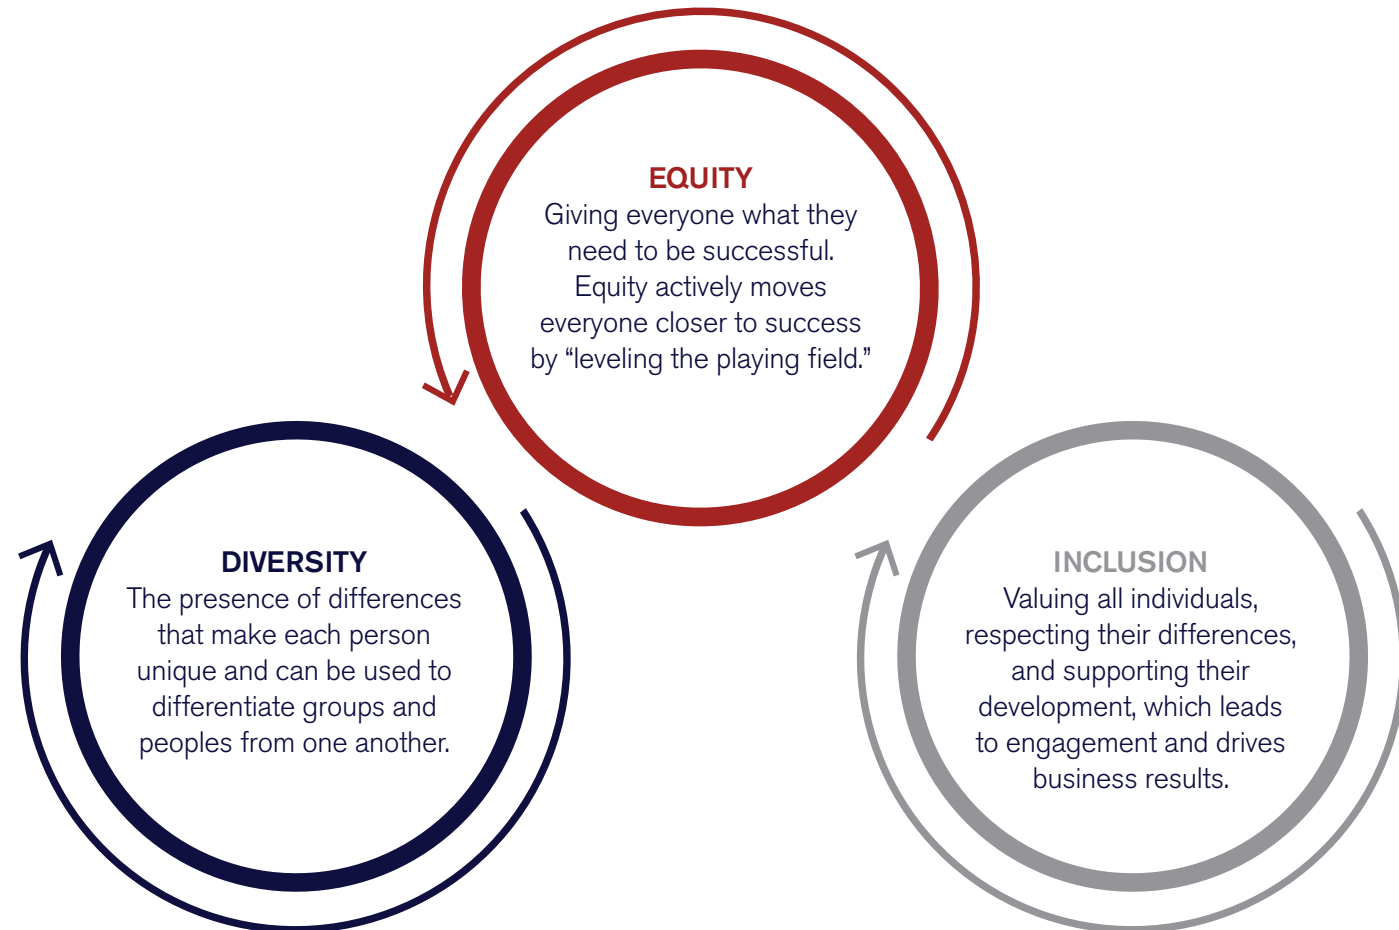 EQUITY
Giving everyone what they
need to be successful.
Equity actively moves
everyone closer to success
by “leveling the playing field.”
DIVERSITY
The presence of differences
that make each person
unique and can be used to
differentiate groups and
peoples from one another.
INCLUSION
Valuing all individuals,
respecting their differences,
and supporting their
development, which leads
to engagement and drives
business results.